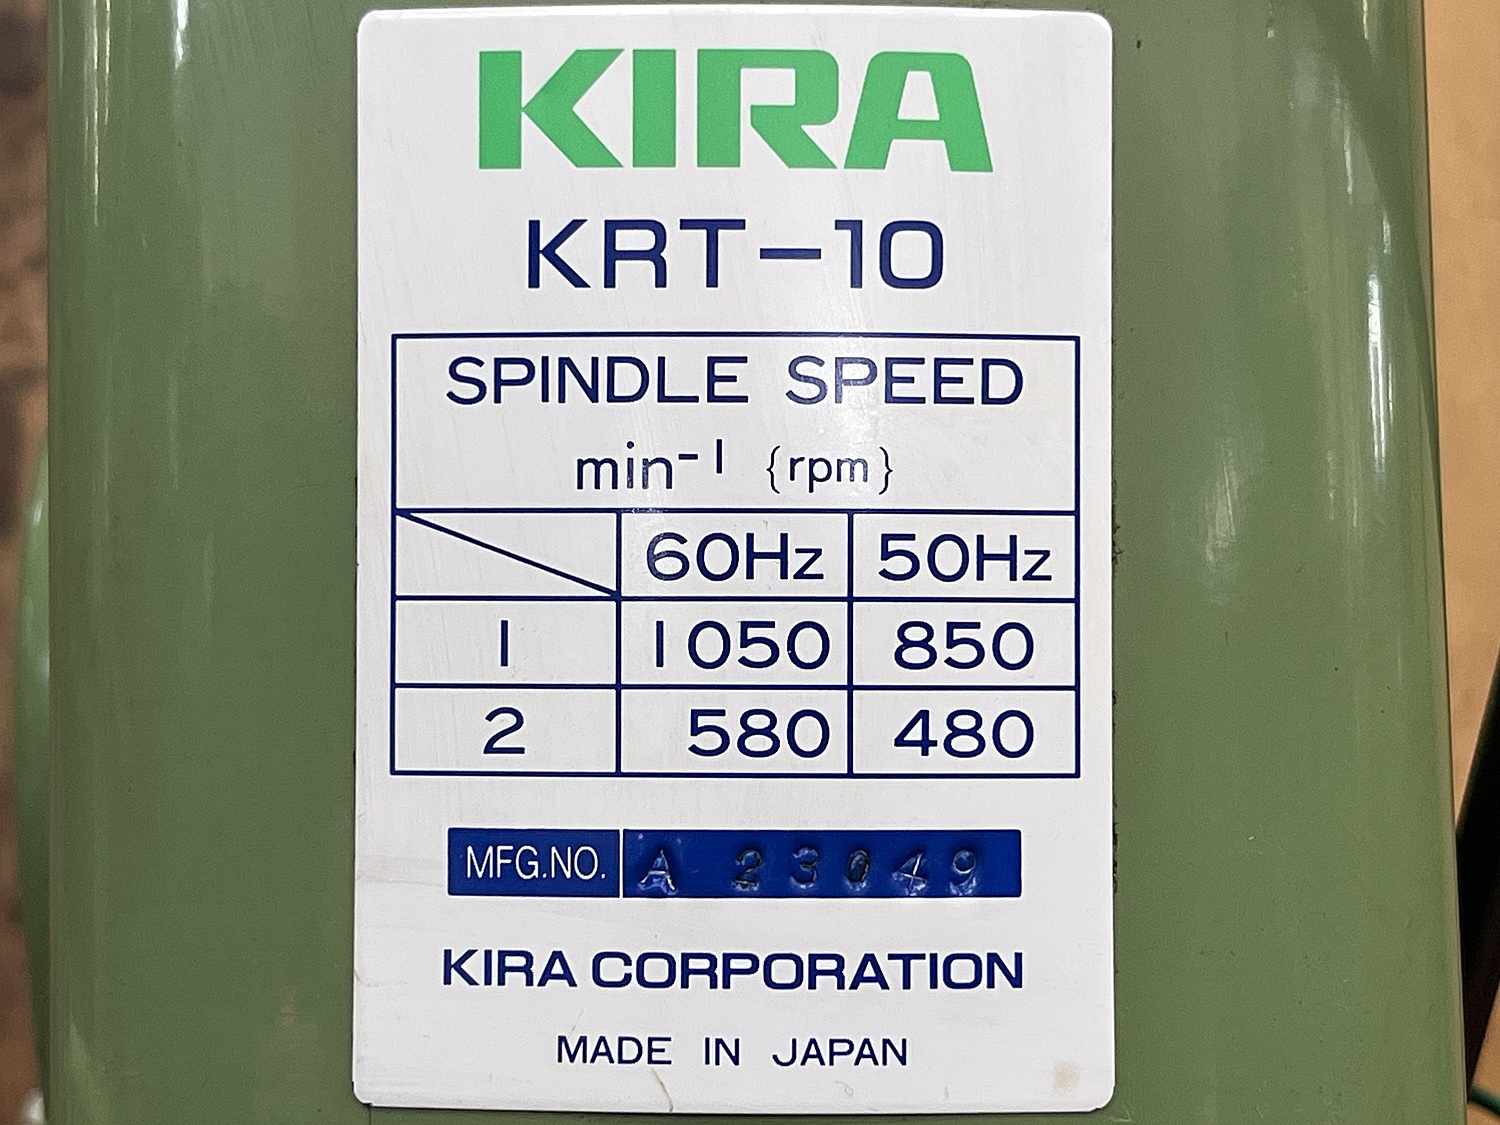 KIRA
KRT-10
SPINDLE SPEED
min⁻¹ {rpm}
60Hz 50Hz
1 1050 850
2 580 480
MFG.NO. A 23049
KIRA CORPORATION
MADE IN JAPAN